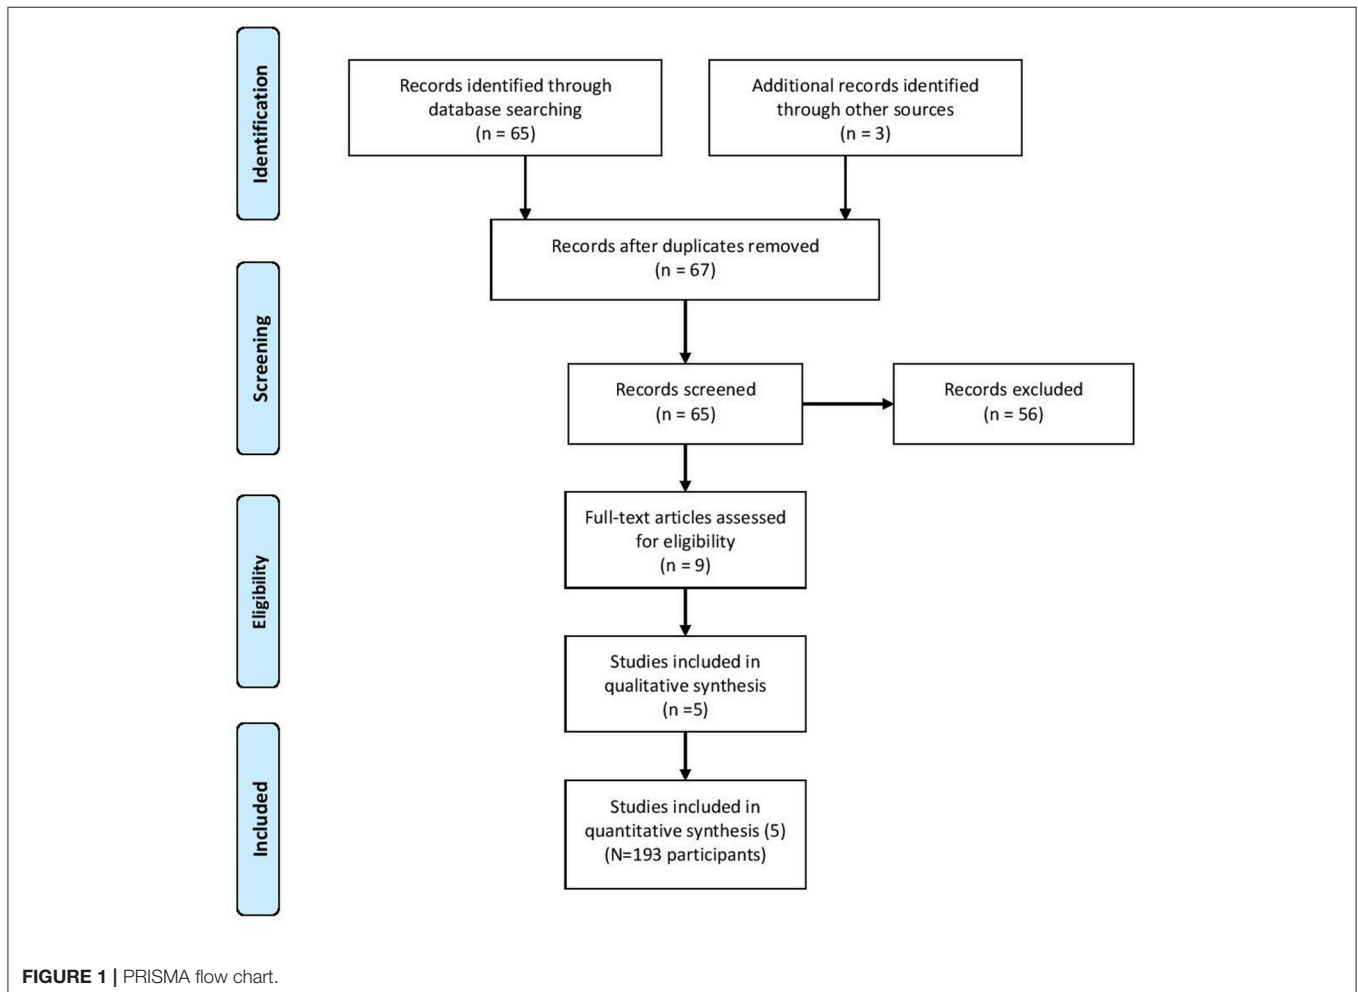 Identification
Records identified through
database searching
(n = 65)
Additional records identified
through other sources
(n = 3)
Records after duplicates removed
(n = 67)
Screening
Records screened
(n = 65)
Records excluded
(n = 56)
Eligibility
Full-text articles assessed
for eligibility
(n = 9)
Studies included in
qualitative synthesis
(n =5)
Included
Studies included in
quantitative synthesis (5)
(N=193 participants)
FIGURE 1 | PRISMA flow chart.